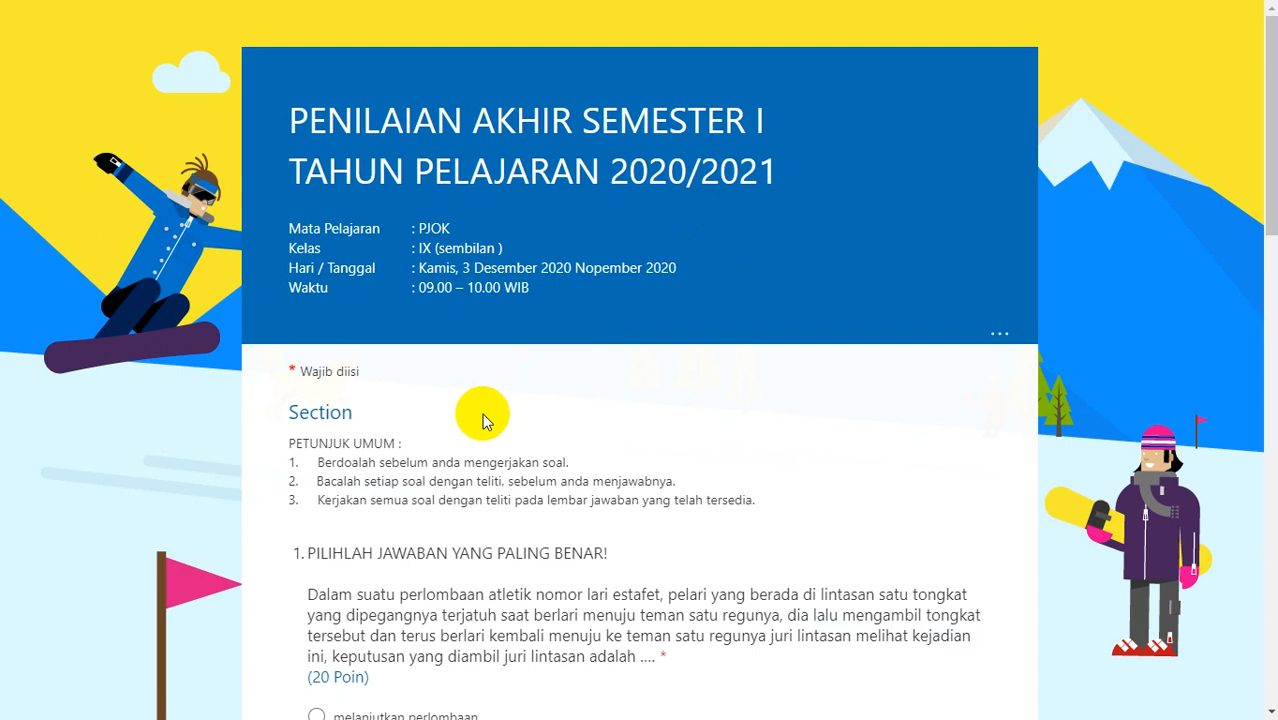 PENILAIAN AKHIR SEMESTER I
TAHUN PELAJARAN 2020/2021
Mata Pelajaran : PJOK
Kelas : IX (sembilan )
Hari / Tanggal : Kamis, 3 Desember 2020 Nopember 2020
Waktu : 09.00 – 10.00 WIB
...
* Wajib diisi
Section
PETUNJUK UMUM :
1. Berdoalah sebelum anda mengerjakan soal.
2. Bacalah setiap soal dengan teliti, sebelum anda menjawabnya.
3. Kerjakan semua soal dengan teliti pada lembar jawaban yang telah tersedia.
1. PILIHLAH JAWABAN YANG PALING BENAR!
Dalam suatu perlombaan atletik nomor lari estafet, pelari yang berada di lintasan satu tongkat
yang dipegangnya terjatuh saat berlari menuju teman satu regunya, dia lalu mengambil tongkat
tersebut dan terus berlari kembali menuju ke teman satu regunya juri lintasan melihat kejadian
ini, keputusan yang diambil juri lintasan adalah .... *
(20 Poin)
melanjutkan perlombaan